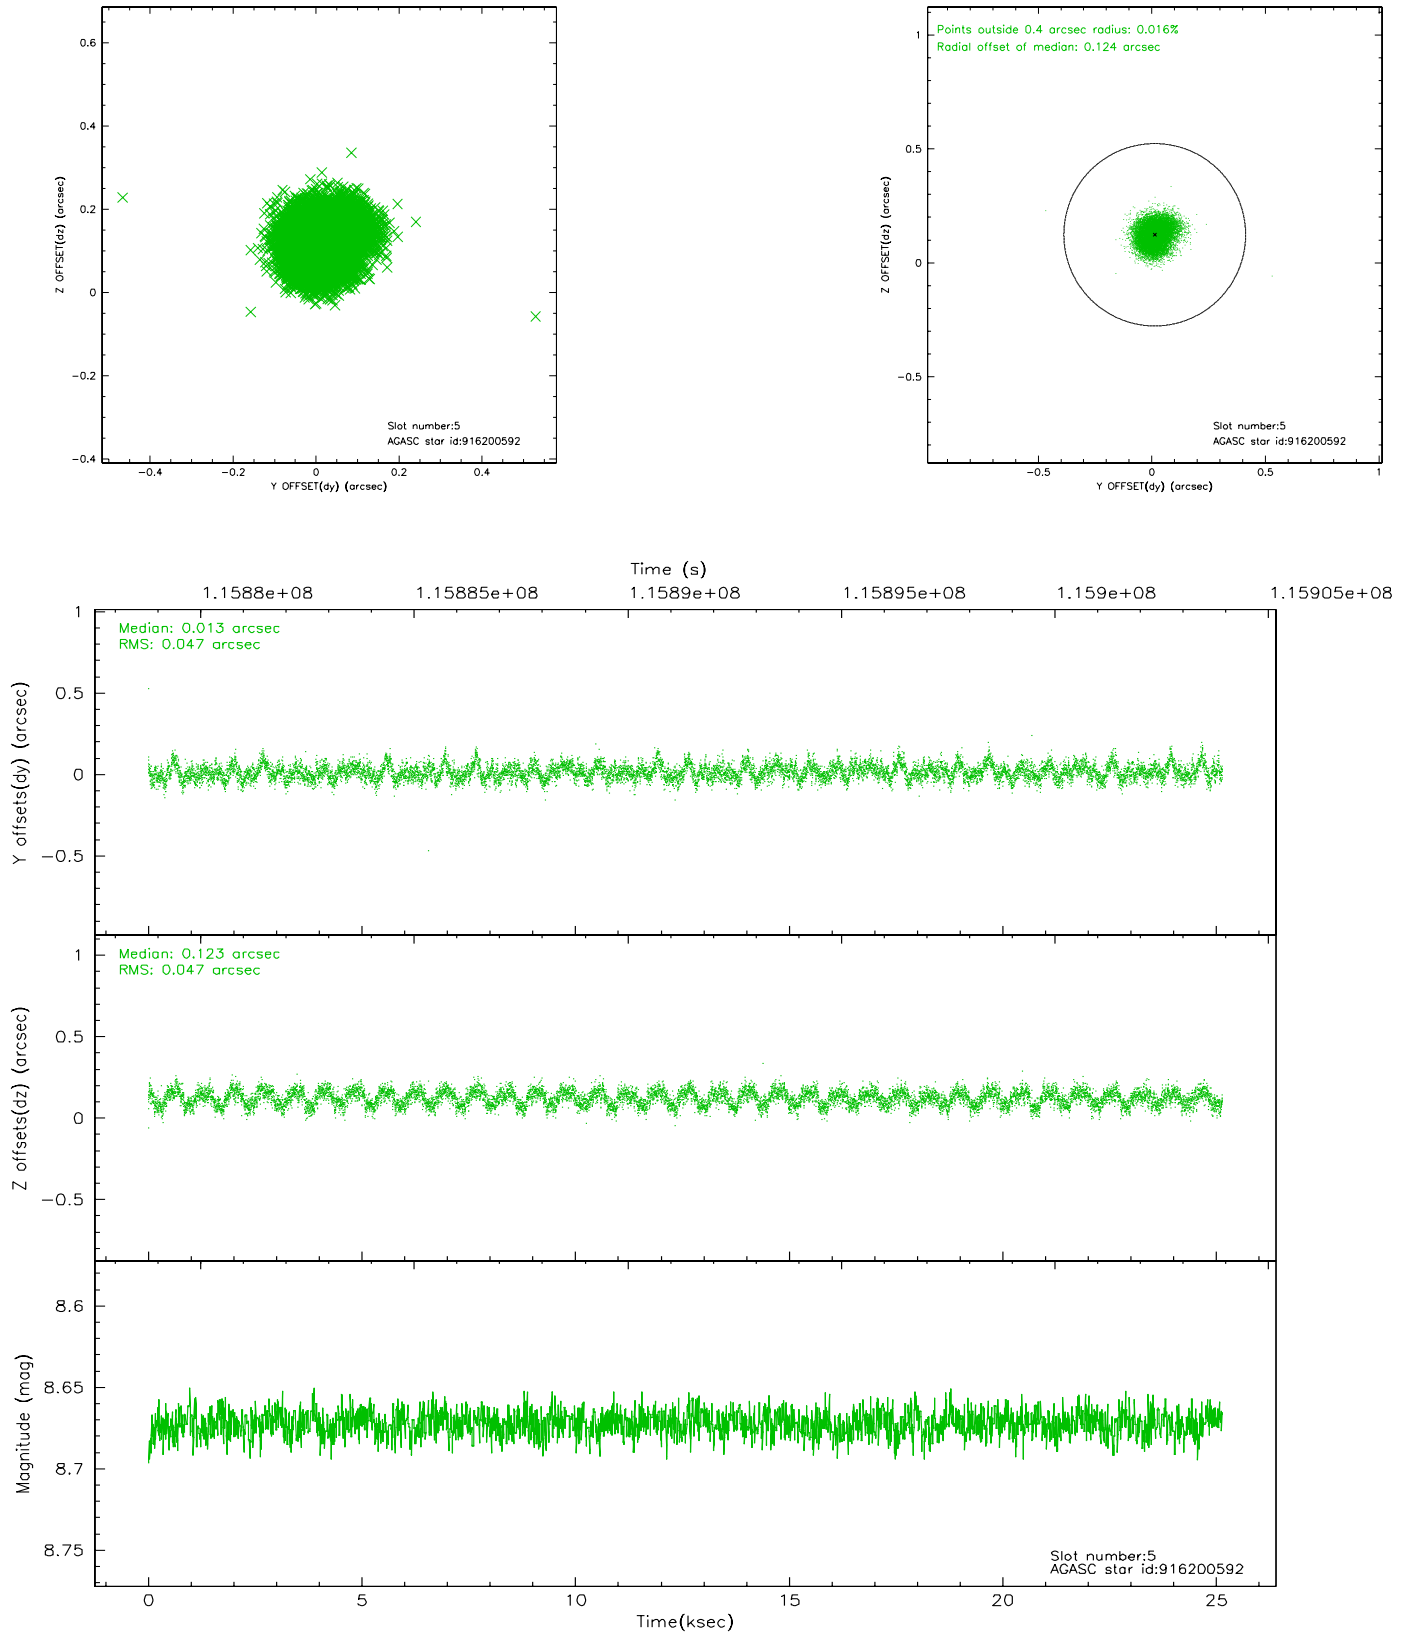 0.6
0.4
0.2
0
−0.2
−0.4
−0.4
−0.2
0
0.2
0.4
Z OFFSET(dz) (arcsec)
Y OFFSET(dy) (arcsec)
Slot number:5
AGASC star id:916200592
Points outside 0.4 arcsec radius: 0.016%
Radial offset of median: 0.124 arcsec
1
0.5
0
−0.5
−0.5
0
0.5
1
Z OFFSET(dz) (arcsec)
Y OFFSET(dy) (arcsec)
Slot number:5
AGASC star id:916200592
Time (s)
1.1588e+08
1.15885e+08
1.1589e+08
1.15895e+08
1.159e+08
1.15905e+08
Median: 0.013 arcsec
RMS: 0.047 arcsec
1
0.5
0
−0.5
Y offsets(dy) (arcsec)
Median: 0.123 arcsec
RMS: 0.047 arcsec
1
0.5
0
−0.5
Z offsets(dz) (arcsec)
8.6
8.65
8.7
8.75
Magnitude (mag)
Slot number:5
AGASC star id:916200592
0
5
10
15
20
25
Time(ksec)